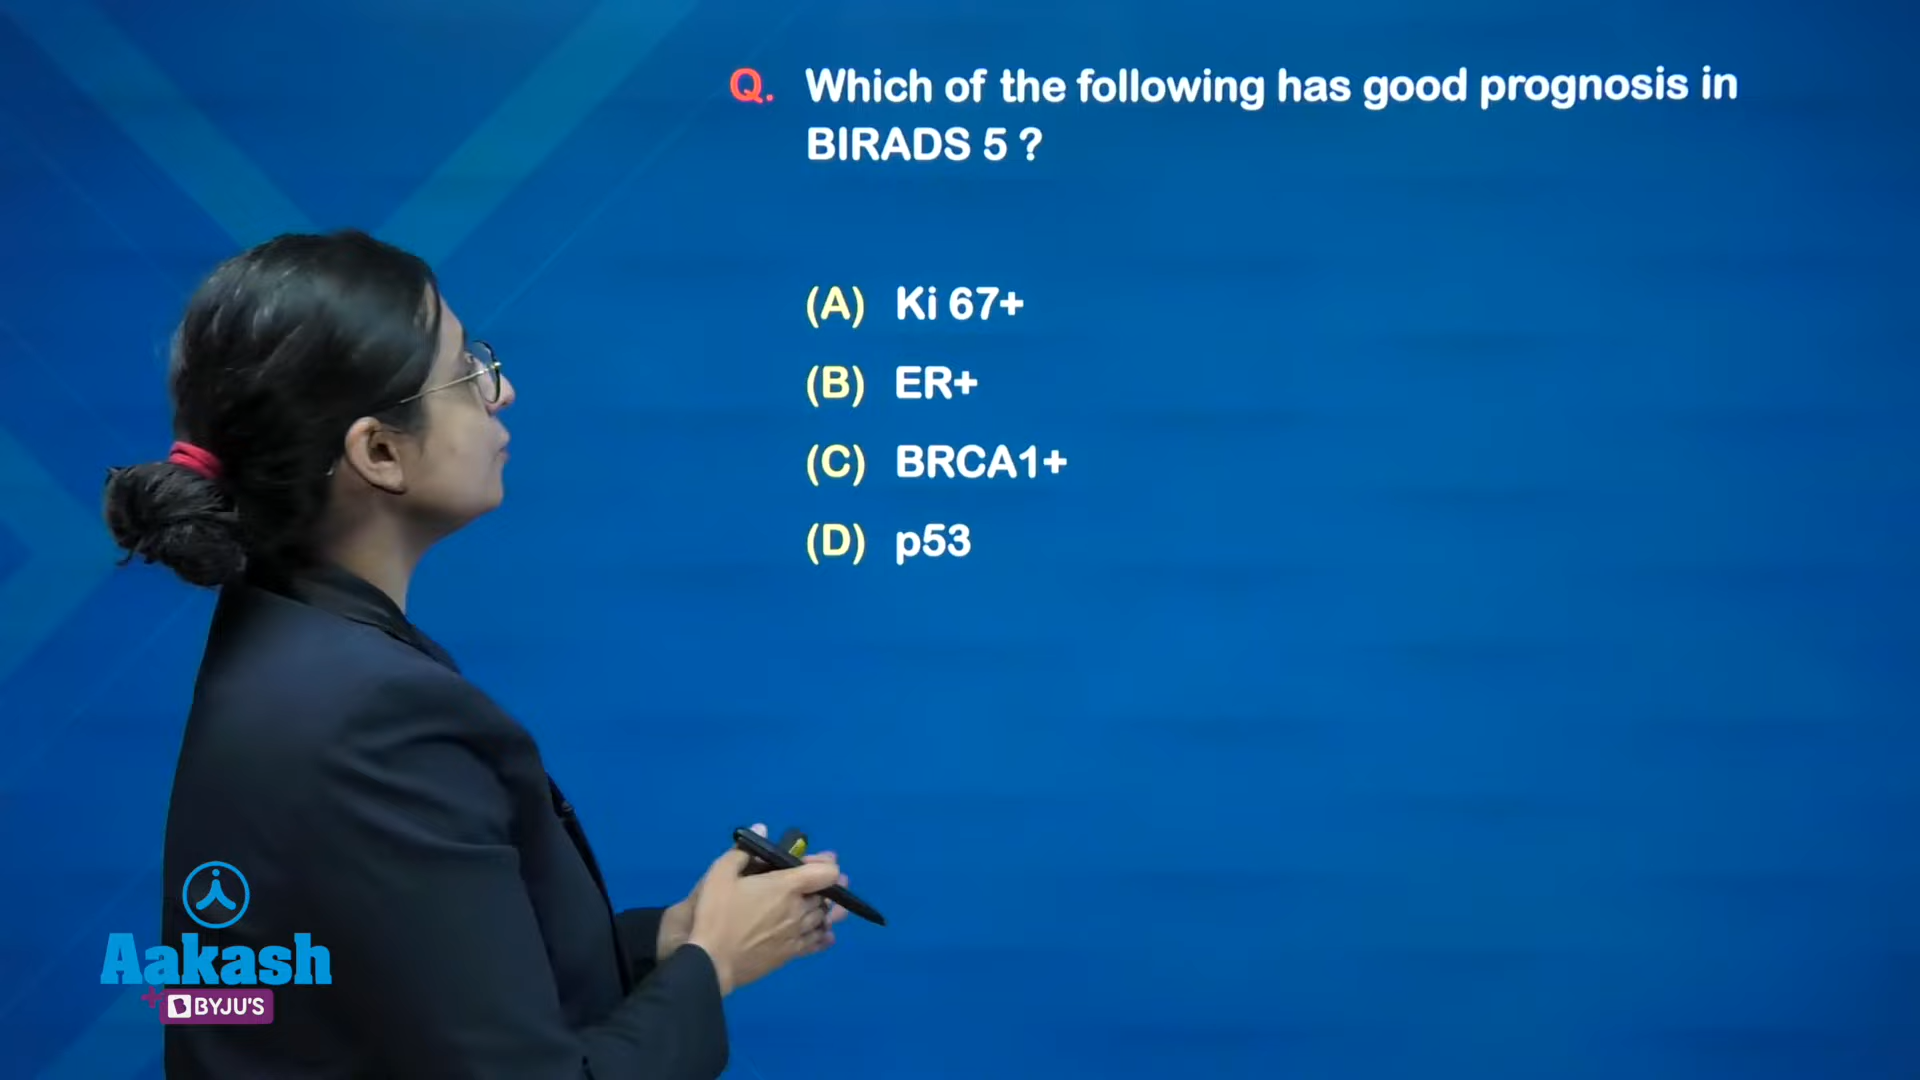 Q. Which of the following has good prognosis in
BIRADS 5 ?
(A) Ki 67+
(B) ER+
(C) BRCA1+
(D) p53
Aakash
+ BYJU'S